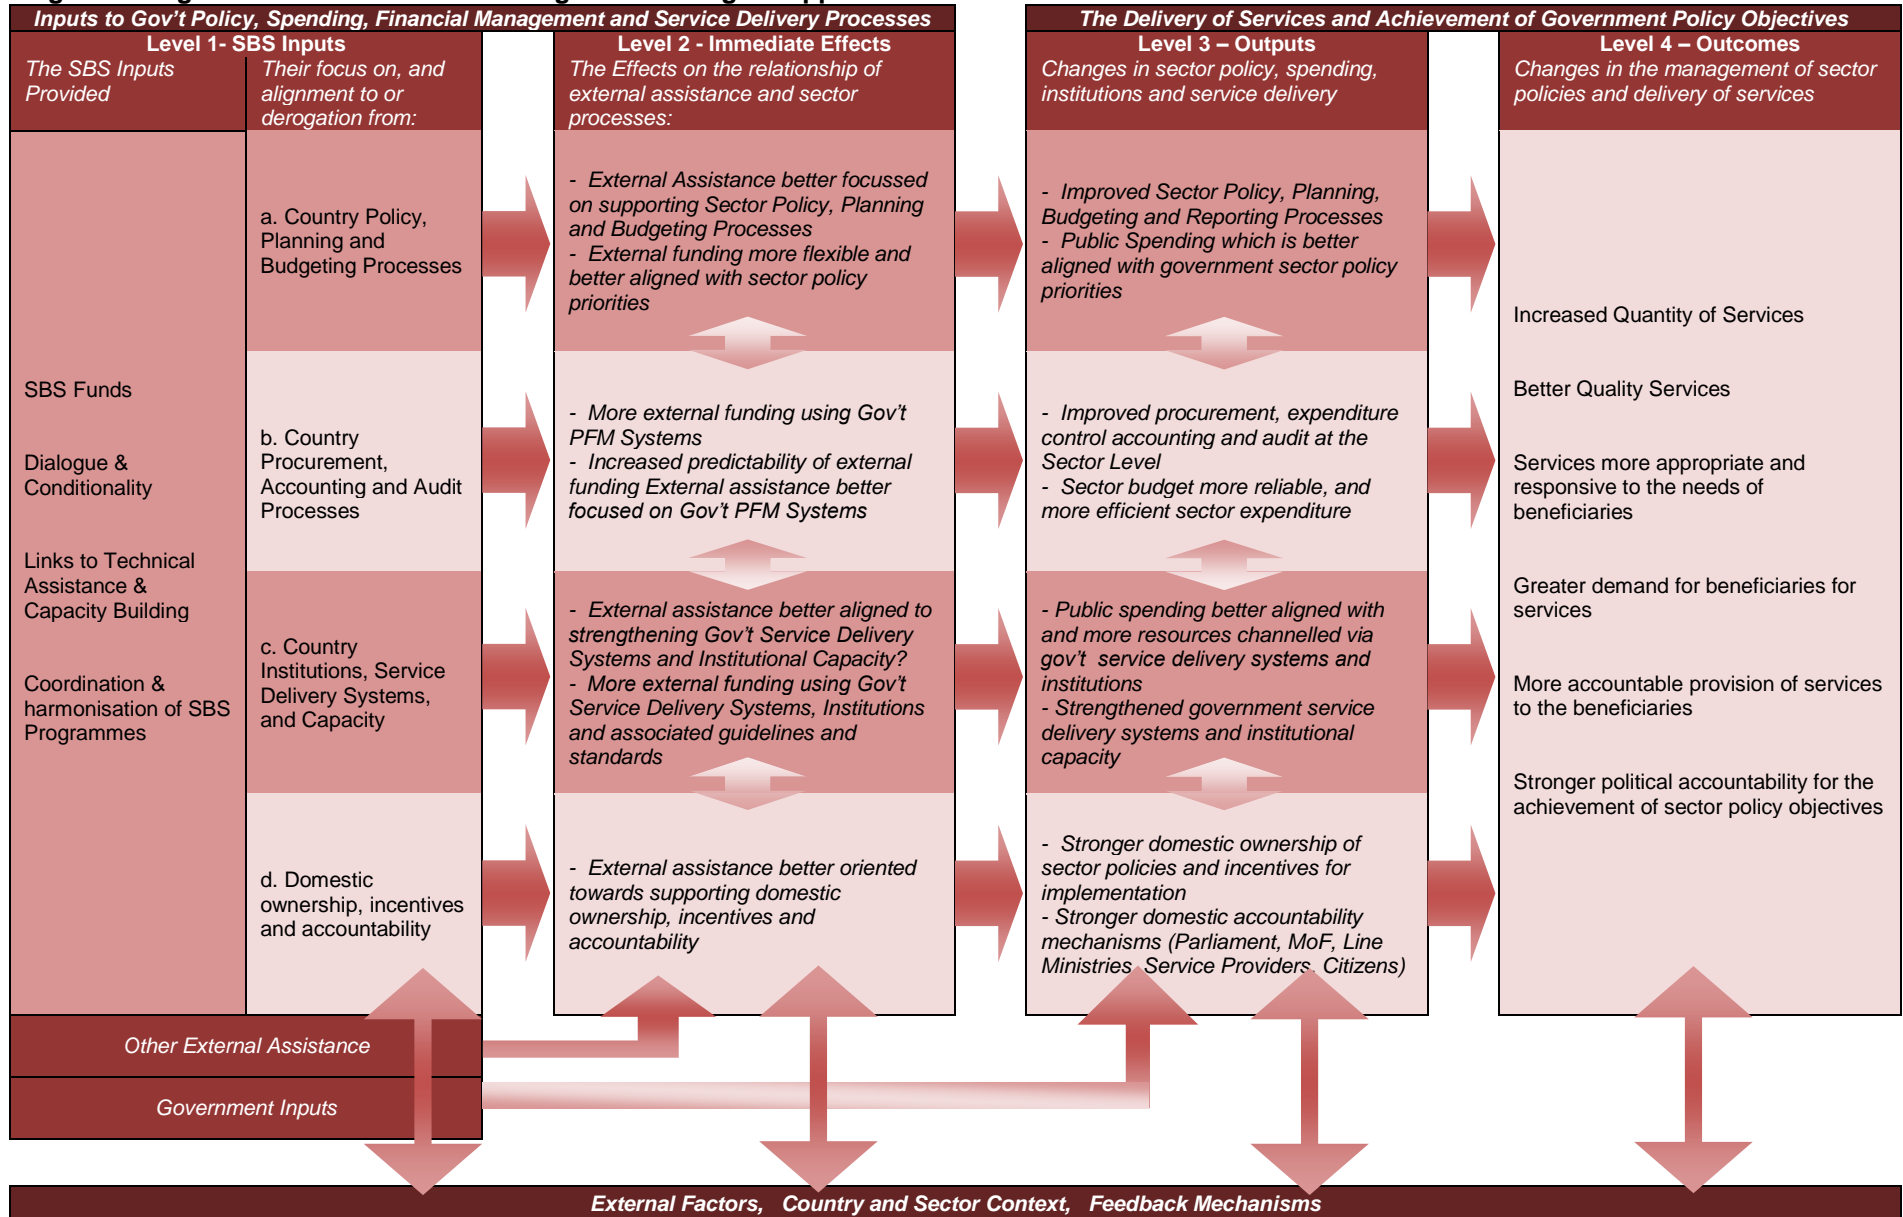 Inputs to Gov't Policy, Spending, Financial Management and Service Delivery Processes
The Delivery of Services and Achievement of Government Policy Objectives
Level 1- SBS Inputs
The SBS Inputs
Provided
Their focus on, and
alignment to or
derogation from:
Level 2 - Immediate Effects
The Effects on the relationship of
external assistance and sector
processes:
Level 3 – Outputs
Changes in sector policy, spending,
institutions and service delivery
Level 4 – Outcomes
Changes in the management of sector
policies and delivery of services
SBS Funds
Dialogue &
Conditionality
Links to Technical
Assistance &
Capacity Building
Coordination &
harmonisation of SBS
Programmes
a. Country Policy,
Planning and
Budgeting Processes
- External Assistance better focussed
on supporting Sector Policy, Planning
and Budgeting Processes
- External funding more flexible and
better aligned with sector policy
priorities
- Improved Sector Policy, Planning,
Budgeting and Reporting Processes
- Public Spending which is better
aligned with government sector policy
priorities
b. Country
Procurement,
Accounting and Audit
Processes
- More external funding using Gov't
PFM Systems
- Increased predictability of external
funding External assistance better
focused on Gov't PFM Systems
- Improved procurement, expenditure
control accounting and audit at the
Sector Level
- Sector budget more reliable, and
more efficient sector expenditure
c. Country
Institutions, Service
Delivery Systems,
and Capacity
- External assistance better aligned to
strengthening Gov't Service Delivery
Systems and Institutional Capacity?
- More external funding using Gov't
Service Delivery Systems, Institutions
and associated guidelines and
standards
- Public spending better aligned with
and more resources channelled via
gov't service delivery systems and
institutions
- Strengthened government service
delivery systems and institutional
capacity
d. Domestic
ownership, incentives
and accountability
- External assistance better oriented
towards supporting domestic
ownership, incentives and
accountability
- Stronger domestic ownership of
sector policies and incentives for
implementation
- Stronger domestic accountability
mechanisms (Parliament, MoF, Line
Ministries, Service Providers, Citizens)
Increased Quantity of Services
Better Quality Services
Services more appropriate and
responsive to the needs of
beneficiaries
Greater demand for beneficiaries for
services
More accountable provision of services
to the beneficiaries
Stronger political accountability for the
achievement of sector policy objectives
Other External Assistance
Government Inputs
External Factors, Country and Sector Context, Feedback Mechanisms